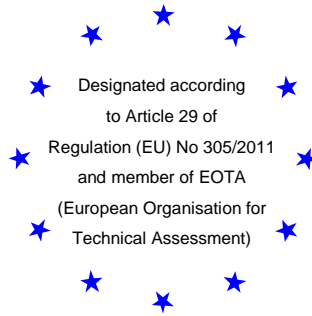 Designated according
to Article 29 of
Regulation (EU) No 305/2011
and member of EOTA
(European Organisation for
Technical Assessment)